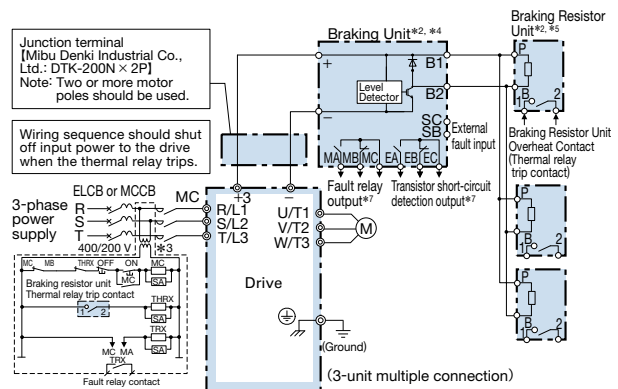 Junction terminal
【Mibu Denki Industrial Co.,
Ltd.: DTK-200N × 2P】
Note: Two or more motor
poles should be used.
Wiring sequence should shut
off input power to the drive
when the thermal relay trips.
Braking Unit*2, *4
+
B1
Level
Detector
B2
−
SC
SB
External
fault input
MA MB MC EA EB EC
Fault relay
output*7
Transistor short-circuit
detection output*7
Braking Resistor
Unit*2, *5
P
B
1 2
Braking Resistor Unit
Overheat Contact
(Thermal relay
trip contact)
P
B
1 2
P
B
1 2
ELCB or MCCB
MC
3-phase
power
supply
R
S
T
400/200 V
*3
+3
−
R/L1
S/L2
T/L3
U/T1
V/T2
W/T3
M
Drive
(Ground)
(3-unit multiple connection)
MC MB THRX OFF ON MC
MC
SA
Braking resistor unit
Thermal relay trip contact
1 2
THRX
SA
TRX
SA
MC MA
TRX
Fault relay contact